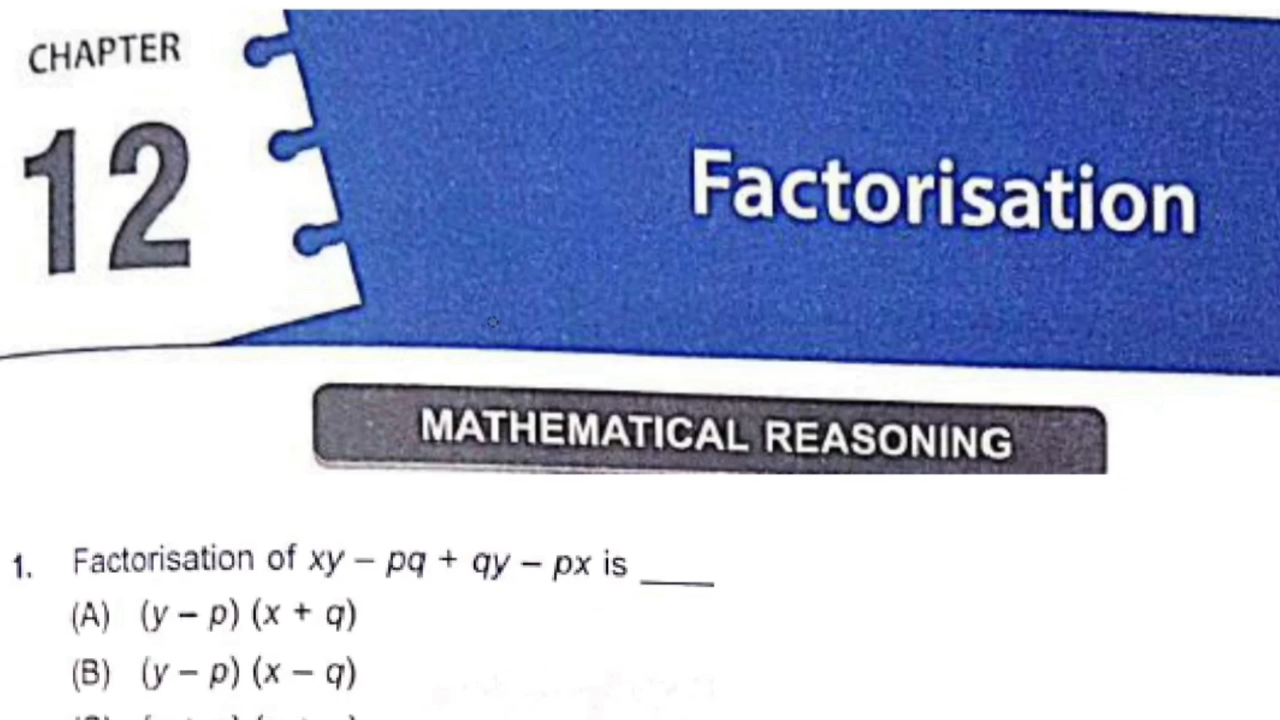 CHAPTER
12
Factorisation
MATHEMATICAL REASONING
1. Factorisation of xy – pq + qy – px is ____
(A) (y – p) (x + q)
(B) (y – p) (x – q)